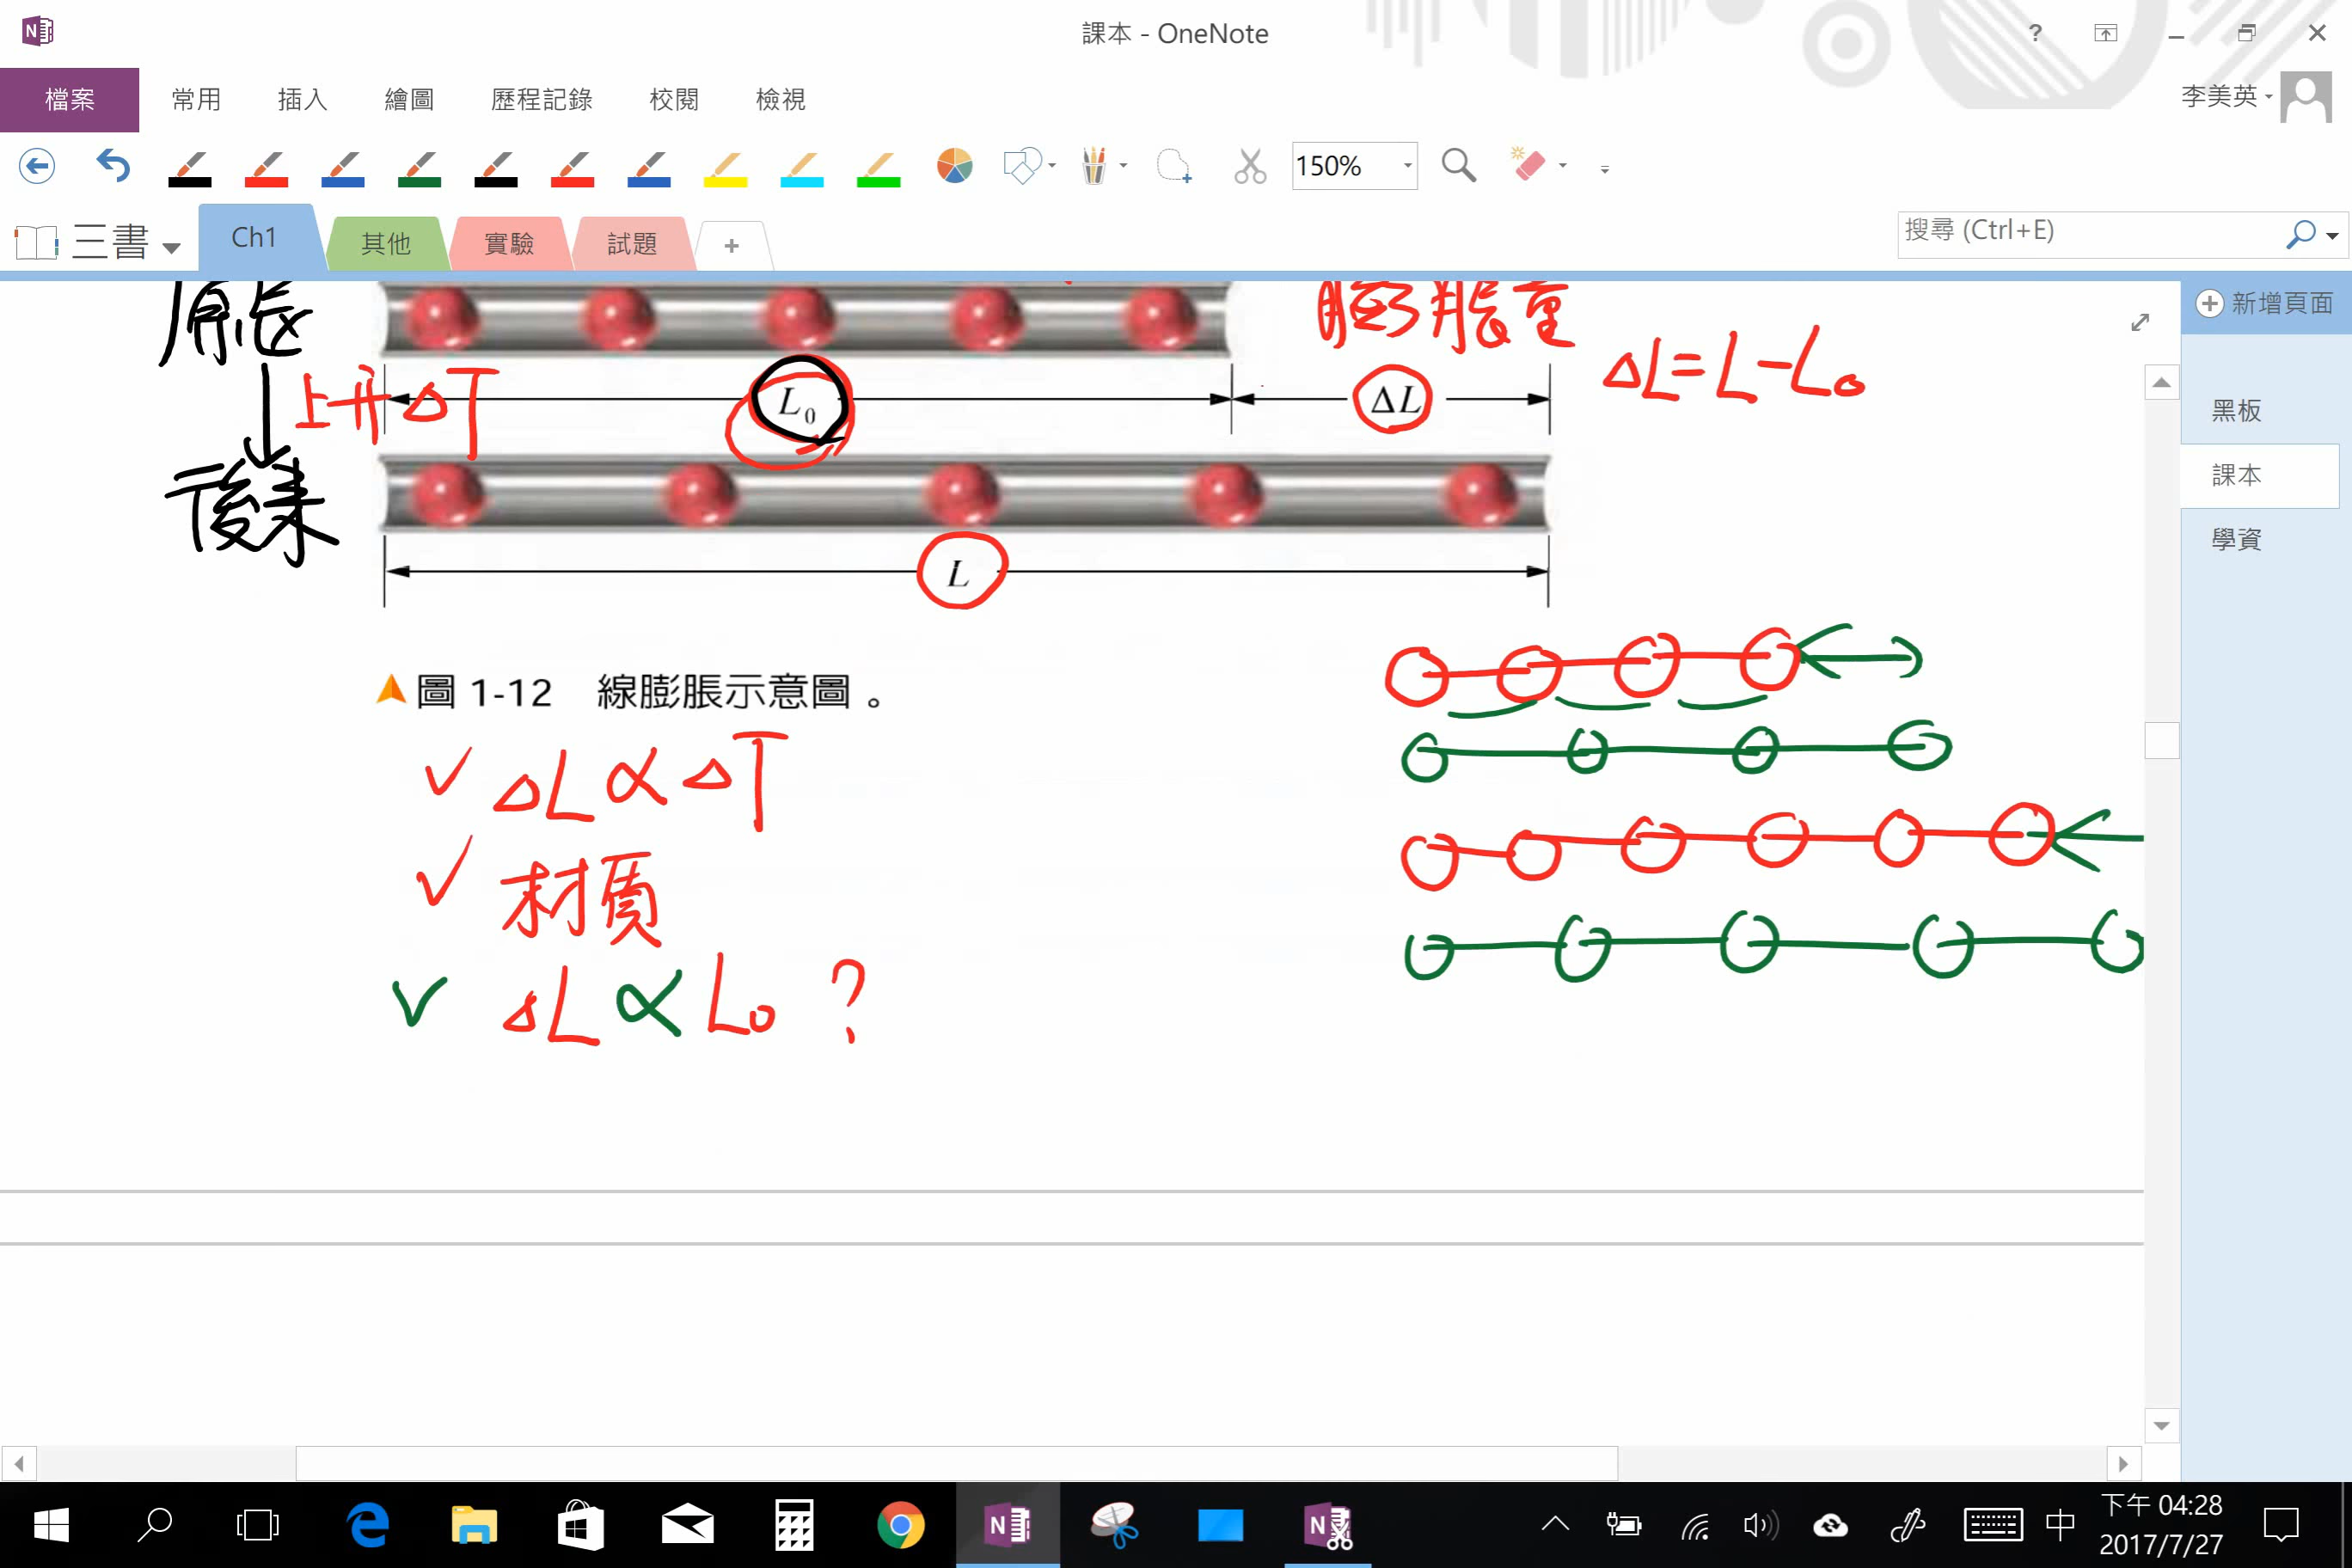 課本 - OneNote
?
檔案 常用 插入 繪圖 歷程記錄 校閱 檢視
李美英
150%
三書 Ch1 其他 實驗 試題 +
搜尋 (Ctrl+E)
新增頁面
黑板
課本
學資
原長
膨脹量
上升ΔT
L0
ΔL
ΔL=L-L0
後來
L
圖 1-12 線膨脹示意圖。
✓ ΔL∝ΔT
✓ 材質
✓ ΔL∝L0 ?
中
下午 04:28
2017/7/27